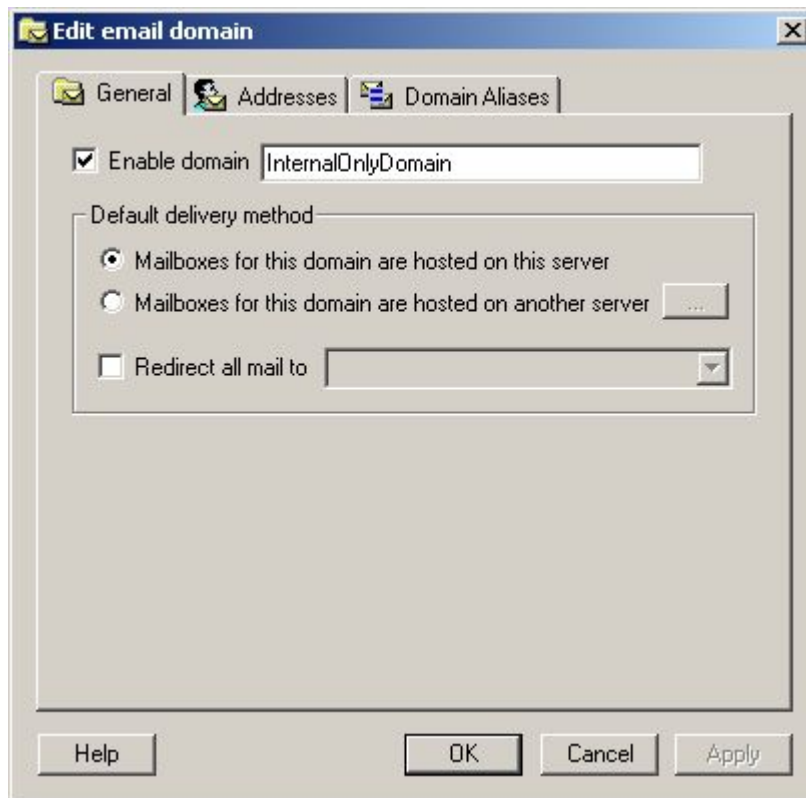 Edit email domain
General Addresses Domain Aliases
Enable domain InternalOnlyDomain
Default delivery method
Mailboxes for this domain are hosted on this server
Mailboxes for this domain are hosted on another server ...
Redirect all mail to
Help OK Cancel Apply